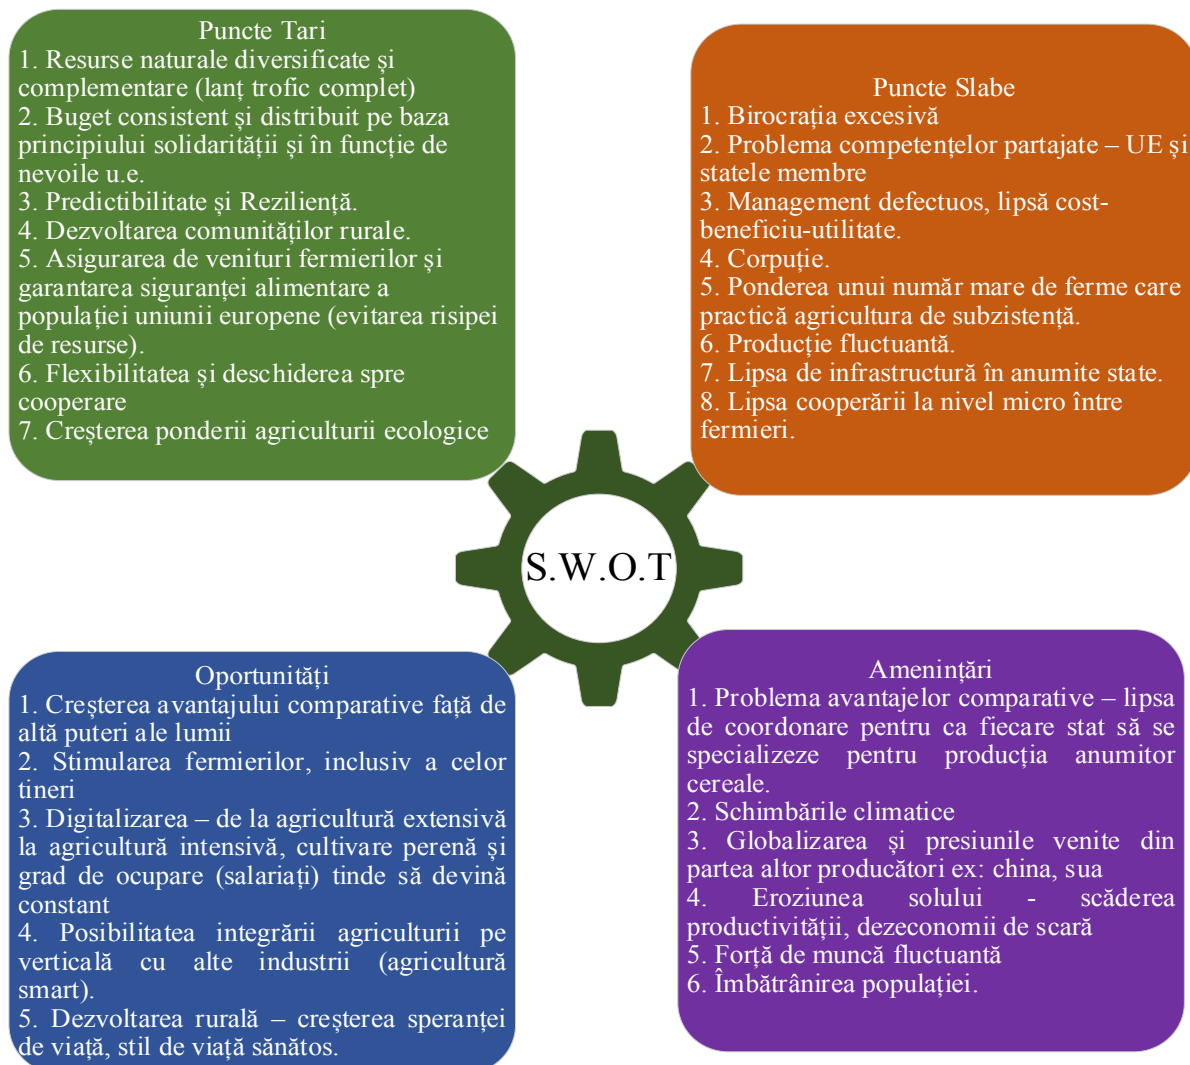 Puncte Tari
1. Resurse naturale diversificate și
complementare (lanț trofic complet)
2. Buget consistent și distribuit pe baza
principiului solidarității și în funcție de
nevoile u.e.
3. Predictibilitate și Reziliență.
4. Dezvoltarea comunităților rurale.
5. Asigurarea de venituri fermierilor și
garantarea siguranței alimentare a
populației uniunii europene (evitarea risipei
de resurse).
6. Flexibilitatea și deschiderea spre
cooperare
7. Creșterea ponderii agriculturii ecologice
Puncte Slabe
1. Birocrația excesivă
2. Problema competențelor partajate – UE și
statele membre
3. Management defectuos, lipsă cost-
beneficiu-utilitate.
4. Corpuție.
5. Ponderea unui număr mare de ferme care
practică agricultura de subzistență.
6. Producție fluctuantă.
7. Lipsa de infrastructură în anumite state.
8. Lipsa cooperării la nivel micro între
fermieri.
S.W.O.T
Oportunități
1. Creșterea avantajului comparative față de
altă puteri ale lumii
2. Stimularea fermierilor, inclusiv a celor
tineri
3. Digitalizarea – de la agricultură extensivă
la agricultură intensivă, cultivare perenă și
grad de ocupare (salariați) tinde să devină
constant
4. Posibilitatea integrării agriculturii pe
verticală cu alte industrii (agricultură
smart).
5. Dezvoltarea rurală – creșterea speranței
de viață, stil de viață sănătos.
Amenințări
1. Problema avantajelor comparative – lipsa
de coordonare pentru ca fiecare stat să se
specializeze pentru producția anumitor
cereale.
2. Schimbările climatice
3. Globalizarea și presiunile venite din
partea altor producători ex: china, sua
4. Eroziunea solului - scăderea
productivității, dezeconomii de scară
5. Forță de muncă fluctuantă
6. Îmbătrânirea populației.